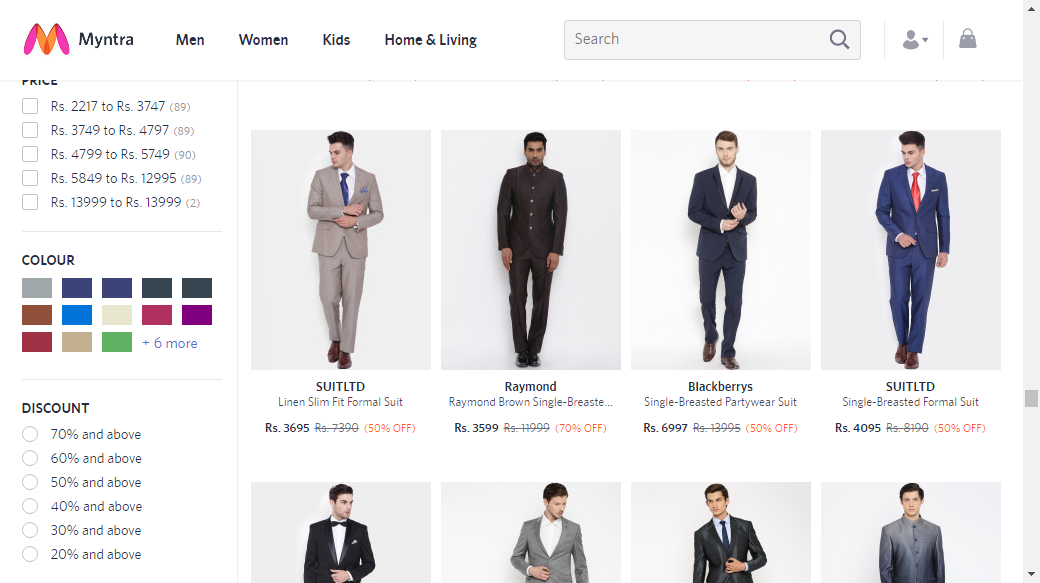 Myntra
Men
Women
Kids
Home & Living
Search
PRICE
Rs. 2217 to Rs. 3747 (89)
Rs. 3749 to Rs. 4797 (89)
Rs. 4799 to Rs. 5749 (90)
Rs. 5849 to Rs. 12995 (89)
Rs. 13999 to Rs. 13999 (2)
COLOUR
+ 6 more
DISCOUNT
70% and above
60% and above
50% and above
40% and above
30% and above
20% and above
SUITLTD
Linen Slim Fit Formal Suit
Rs. 3695 Rs. 7390 (50% OFF)
Raymond
Raymond Brown Single-Breaste...
Rs. 3599 Rs. 11999 (70% OFF)
Blackberrys
Single-Breasted Partywear Suit
Rs. 6997 Rs. 13995 (50% OFF)
SUITLTD
Single-Breasted Formal Suit
Rs. 4095 Rs. 8190 (50% OFF)